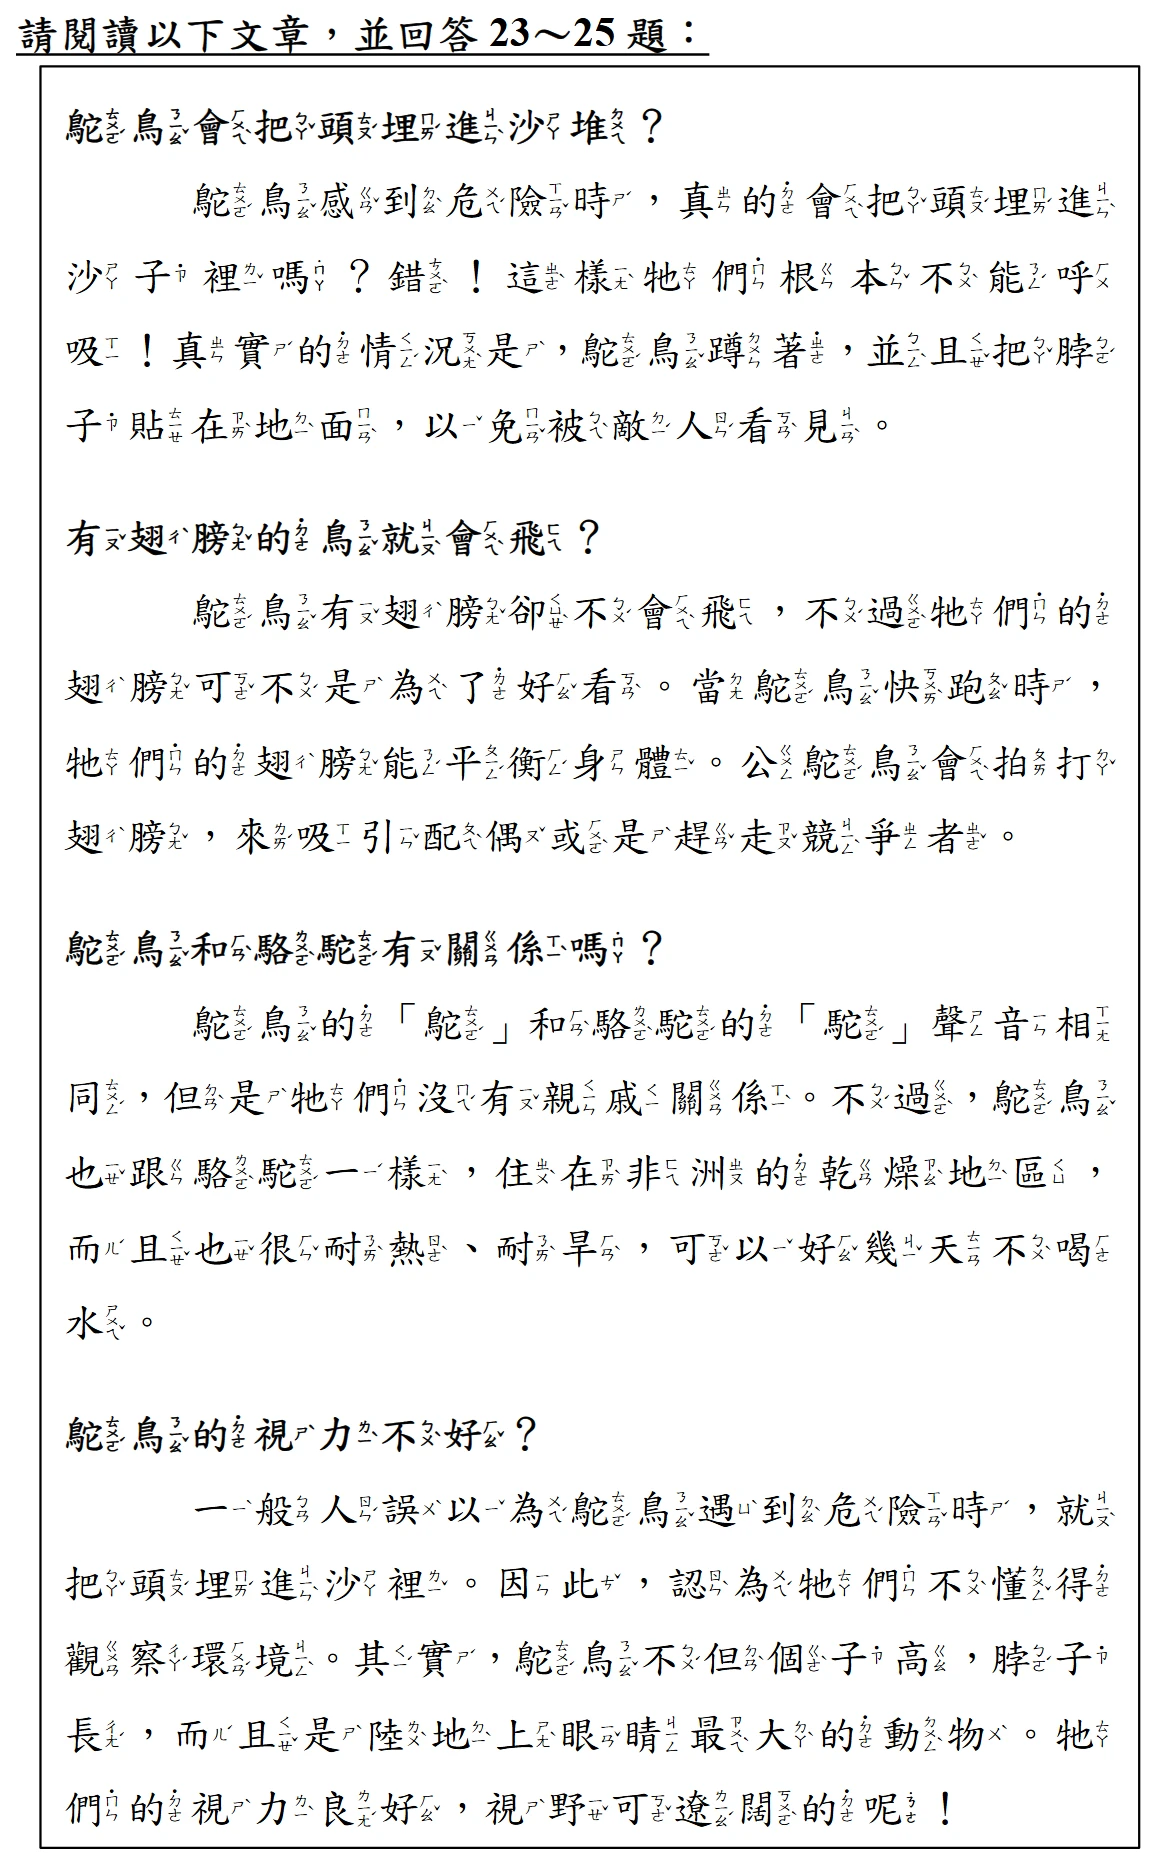 請閱讀以下文章，並回答 23～25 題：
鴕鳥會把頭埋進沙堆？
鴕鳥感到危險時，真的會把頭埋進
沙子裡嗎？錯！這樣牠們根本不能呼
吸！真實的情況是，鴕鳥蹲著，並且把脖
子貼在地面，以免被敵人看見。
有翅膀的鳥就會飛？
鴕鳥有翅膀卻不會飛，不過牠們的
翅膀可不是為了好看。當鴕鳥快跑時，
牠們的翅膀能平衡身體。公鴕鳥會拍打
翅膀，來吸引配偶或是趕走競爭者。
鴕鳥和駱駝有關係嗎？
鴕鳥的「鴕」和駱駝的「駝」聲音相
同，但是牠們沒有親戚關係。不過，鴕鳥
也跟駱駝一樣，住在非洲的乾燥地區，
而且也很耐熱、耐旱，可以好幾天不喝
水。
鴕鳥的視力不好？
一般人誤以為鴕鳥遇到危險時，就
把頭埋進沙裡。因此，認為牠們不懂得
觀察環境。其實，鴕鳥不但個子高，脖子
長，而且是陸地上眼睛最大的動物。牠
們的視力良好，視野可遼闊的呢！